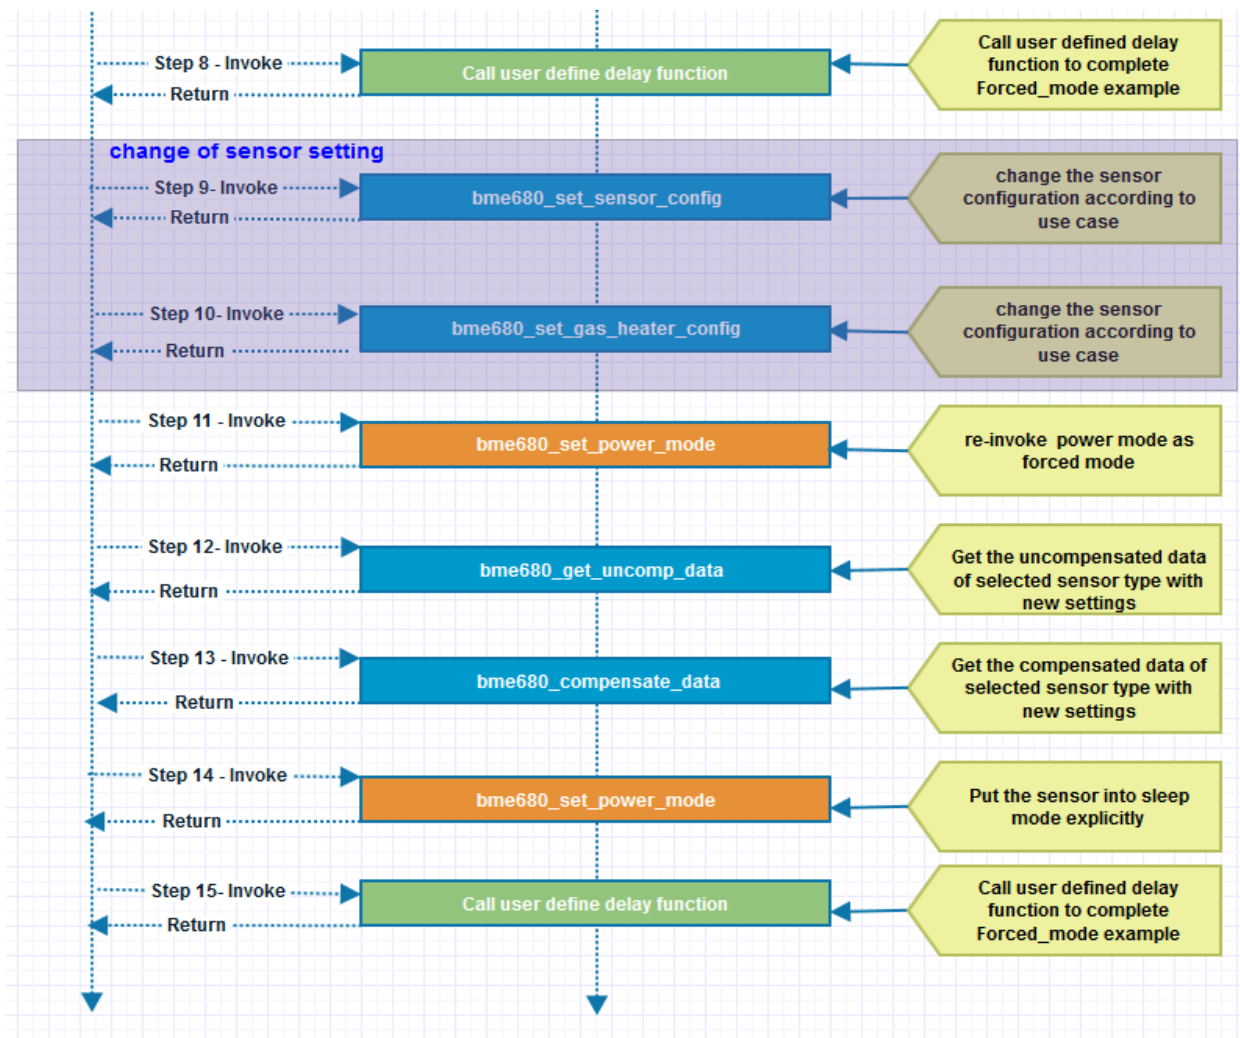 Step 8 - Invoke
Call user define delay function
Return
Call user defined delay
function to complete
Forced_mode example
change of sensor setting
Step 9- Invoke
bme680_set_sensor_config
Return
change the sensor
configuration according to
use case
Step 10- Invoke
bme680_set_gas_heater_config
Return
change the sensor
configuration according to
use case
Step 11 - Invoke
bme680_set_power_mode
Return
re-invoke power mode as
forced mode
Step 12- Invoke
bme680_get_uncomp_data
Return
Get the uncompensated data
of selected sensor type with
new settings
Step 13 - Invoke
bme680_compensate_data
Return
Get the compensated data of
selected sensor type with
new settings
Step 14 - Invoke
bme680_set_power_mode
Return
Put the sensor into sleep
mode explicitly
Step 15- Invoke
Call user define delay function
Return
Call user defined delay
function to complete
Forced_mode example